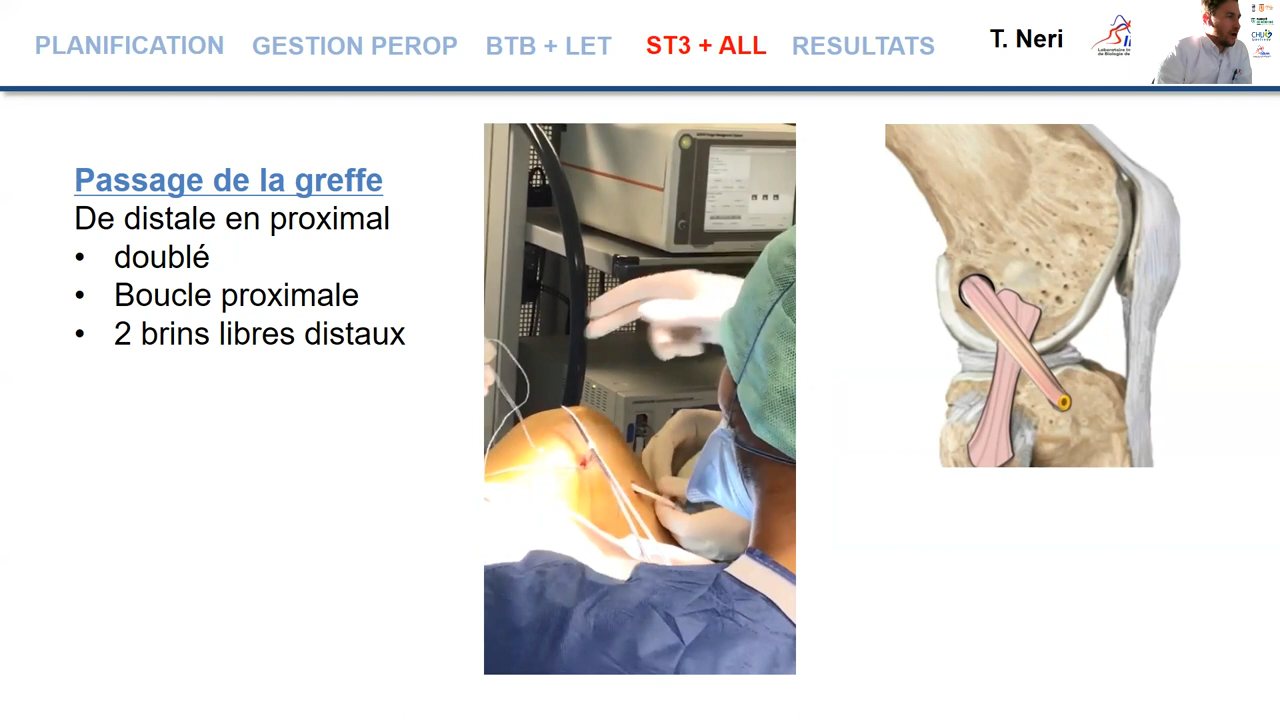 PLANIFICATION GESTION PEROP BTB + LET ST3 + ALL RESULTATS T. Neri
Passage de la greffe
De distale en proximal
• doublé
• Boucle proximale
• 2 brins libres distaux